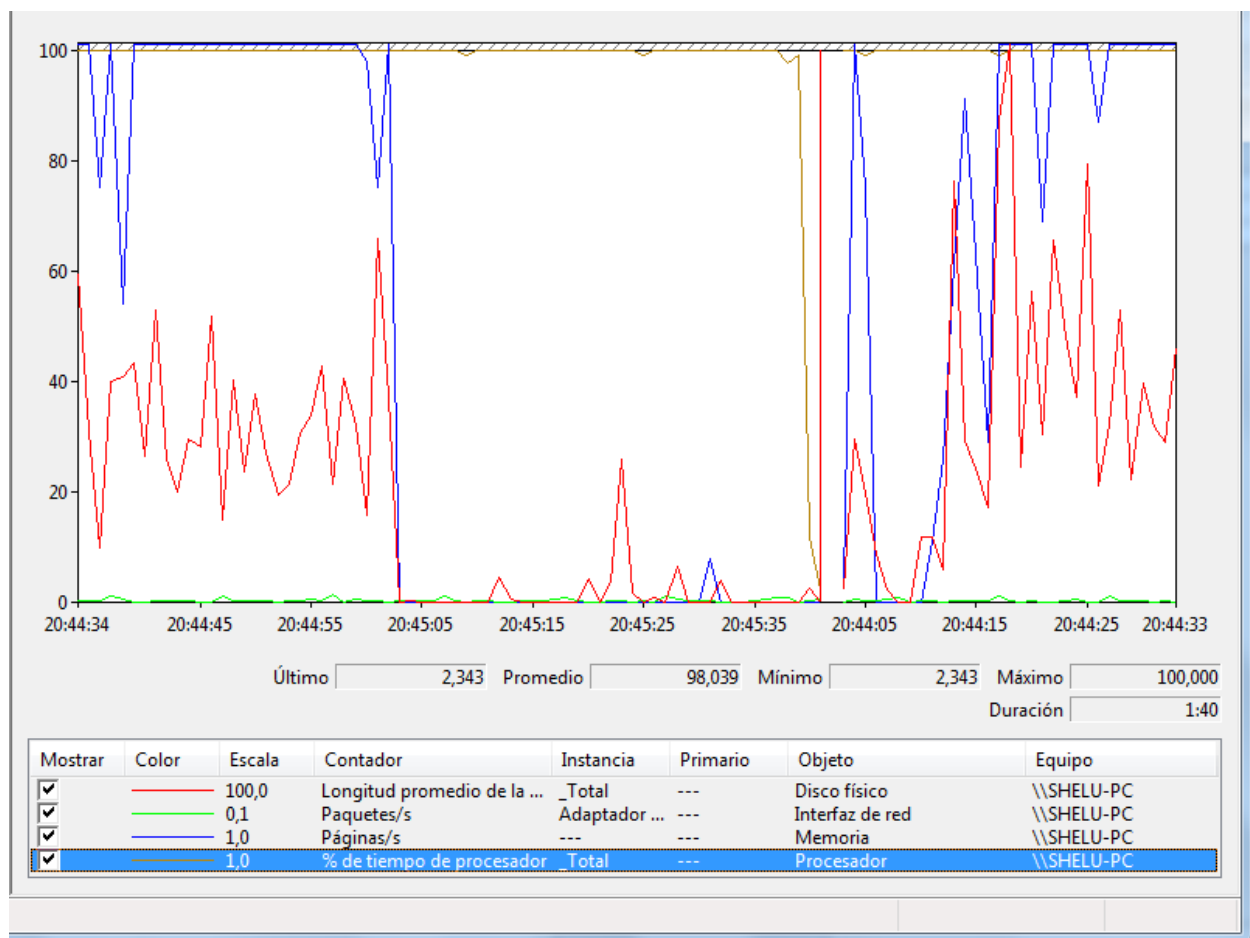 100
80
60
40
20
0
20:44:34 20:44:45 20:44:55 20:45:05 20:45:15 20:45:25 20:45:35 20:44:05 20:44:15 20:44:25 20:44:33
Último 2,343 Promedio 98,039 Mínimo 2,343 Máximo 100,000
Duración 1:40
Mostrar Color Escala Contador Instancia Primario Objeto Equipo
100,0 Longitud promedio de la ... _Total --- Disco físico \\SHELU-PC
0,1 Paquetes/s Adaptador ... --- Interfaz de red \\SHELU-PC
1,0 Páginas/s --- --- Memoria \\SHELU-PC
1,0 % de tiempo de procesador _Total --- Procesador \\SHELU-PC